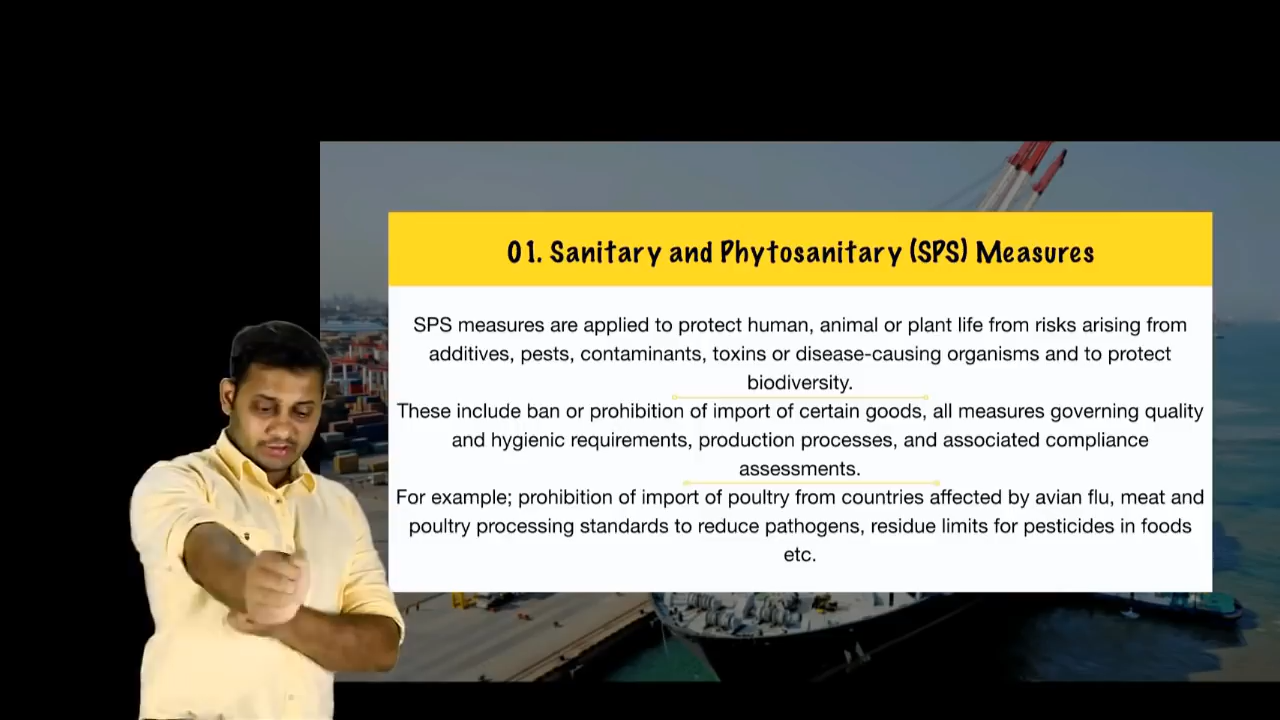 01. Sanitary and Phytosanitary (SPS) Measures
SPS measures are applied to protect human, animal or plant life from risks arising from
additives, pests, contaminants, toxins or disease-causing organisms and to protect
biodiversity.
These include ban or prohibition of import of certain goods, all measures governing quality
and hygienic requirements, production processes, and associated compliance
assessments.
For example; prohibition of import of poultry from countries affected by avian flu, meat and
poultry processing standards to reduce pathogens, residue limits for pesticides in foods
etc.